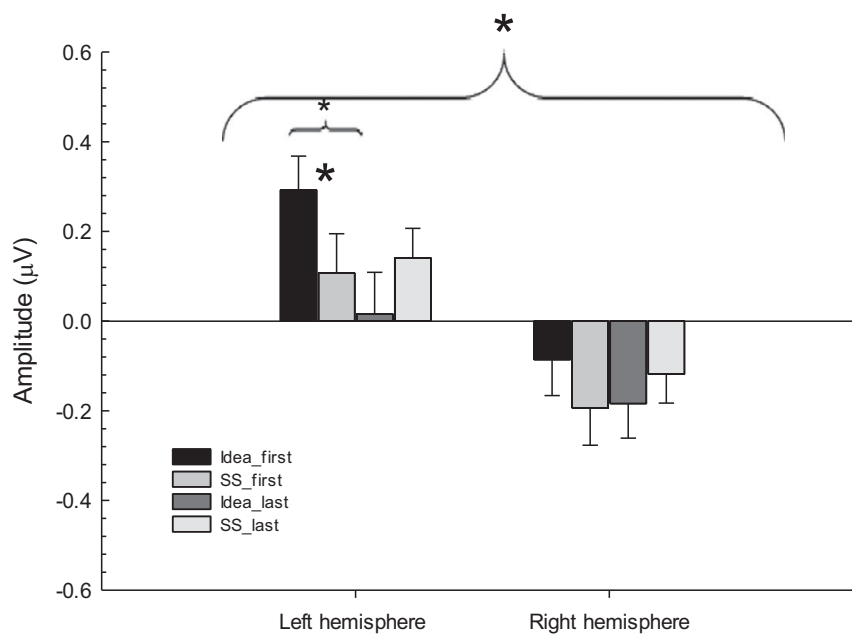 *
0.6
*
0.4
*
0.2
0.0
-0.2
-0.4
-0.6
Amplitude (μV)
Idea_first
SS_first
Idea_last
SS_last
Left hemisphere Right hemisphere